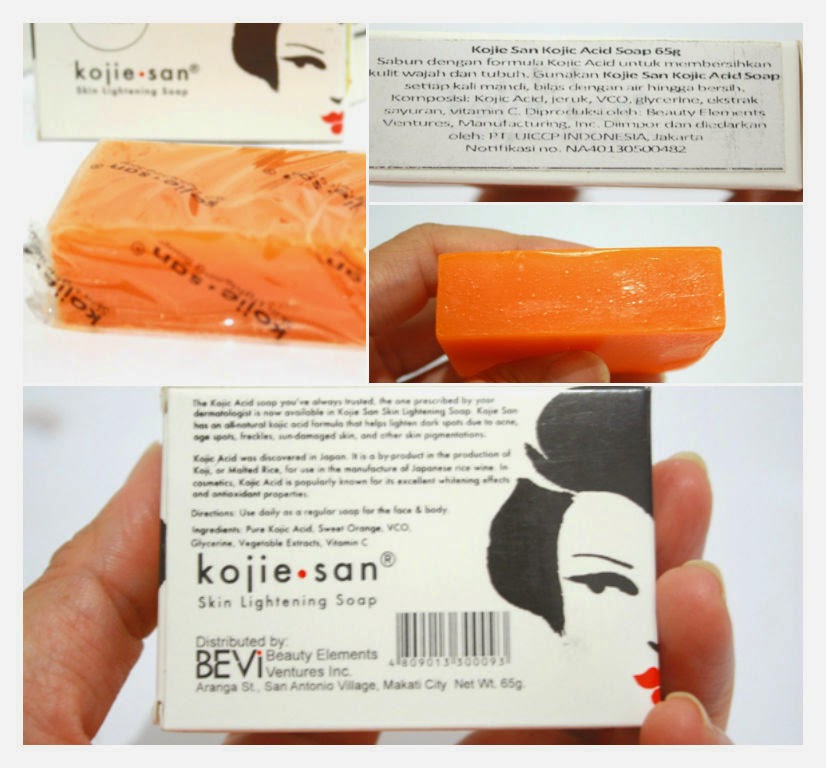 kojie•san®
Skin Lightening Soap
kojie•san®
kojie•san
kojie•san®
kojie•san
Kojie San Kojic Acid Soap 65g
Sabun dengan formula Kojic Acid untuk membersihkan
kulit wajah dan tubuh. Gunakan Kojie San Kojic Acid Soap
setiap kali mandi, bilas dengan air hingga bersih.
Komposisi: Kojic Acid, jeruk, VCO, glycerine, ekstrak
sayuran, vitamin C. Diproduksi oleh: Beauty Elements
Ventures, Manufacturing, Inc. Diimpor dan diedarkan
oleh: PT. UICCP INDONESIA, Jakarta
Notifikasi no. NA40130500482
The Kojic Acid soap you've always trusted, the one prescribed by your
dermatologist is now available in Kojie San Skin Lightening Soap. Kojie San
has an all-natural kojic acid formula that helps lighten dark spots due to acne,
age spots, freckles, sun-damaged skin, and other skin pigmentations.
Kojic Acid was discovered in Japan. It is a by-product in the production of
Koji, or Malted Rice, for use in the manufacture of Japanese rice wine. In
cosmetics, Kojic Acid is popularly known for its excellent whitening effects
and antioxidant properties.
Directions: Use daily as a regular soap for the face & body.
Ingredients: Pure Kojic Acid, Sweet Orange, VCO,
Glycerine, Vegetable Extracts, Vitamin C
kojie•san®
Skin Lightening Soap
Distributed by:
BEVi Beauty Elements
Ventures Inc.
4 809013 300093
Aranga St., San Antonio Village, Makati City Net Wt. 65g.